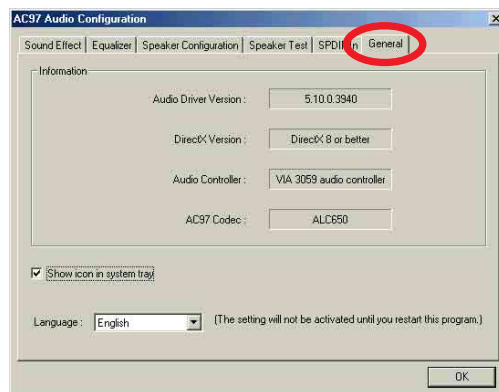 AC97 Audio Configuration
Sound Effect Equalizer Speaker Configuration Speaker Test General
Information
Audio Driver Version : 5.10.0.3940
DirectX Version : DirectX 8 or better
Audio Controller : VIA 3059 audio controller
AC97 Codec : ALC650
Show icon in system tray
Language : English (The setting will not be activated until you restart this program.)
OK